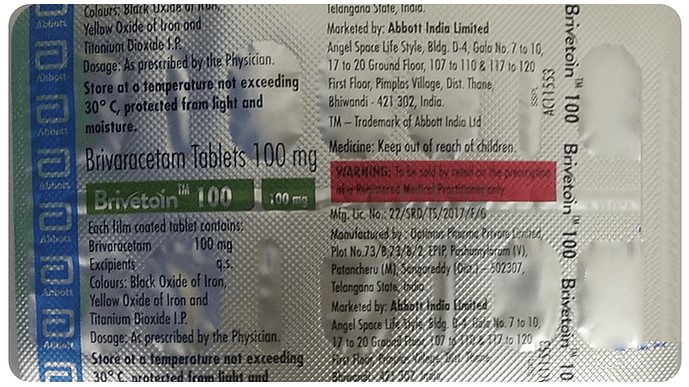 Colours: Black Oxide of Iron,
Yellow Oxide of Iron and
Titanium Dioxide I.P.
Dosage: As prescribed by the Physician.
Store at a temperature not exceeding
30° C, protected from light and
moisture.
Brivaracetam Tablets 100 mg
Brivetoin™ 100 100 mg
Each film coated tablet contains:
Brivaracetam 100 mg
Excipients q.s.
Colours: Black Oxide of Iron,
Yellow Oxide of Iron and
Titanium Dioxide I.P.
Dosage: As prescribed by the Physician.
Store at a temperature not exceeding
30° C, protected from light and
Telangana State, India.
Marketed by: Abbott India Limited
Angel Space Life Style, Bldg. D-4, Gala No. 7 to 10,
17 to 20 Ground Floor, 107 to 110 & 117 to 120
First Floor, Pimplas Village, Dist. Thane,
Bhiwandi - 421 302, India.
TM – Trademark of Abbott India Ltd
Medicine: Keep out of reach of children.
WARNING: To be sold by retail on the prescription
of a Registered Medical Practitioner only
Mfg. Lic. No.: 22/SRD/TS/2017/F/G
Manufactured by : Optimus Pharma Private Limited,
Plot No.73/B,73/B/2, EPIP, Pashamylaram (V),
Patancheru (M), Sangareddy (Dist.) – 502307,
Telangana State, India.
Marketed by: Abbott India Limited
Angel Space Life Style, Bldg. D-4, Gala No. 7 to 10,
17 to 20 Ground Floor, 107 to 110 & 117 to 120
First Floor, Pimplas Village, Dist. Thane,
Abbott
Abbott
Abbott
Abbott
Abbott
Abbott
Abbott
Brivetoin™ 100
Brivetoin™ 100
Brivetoin 10